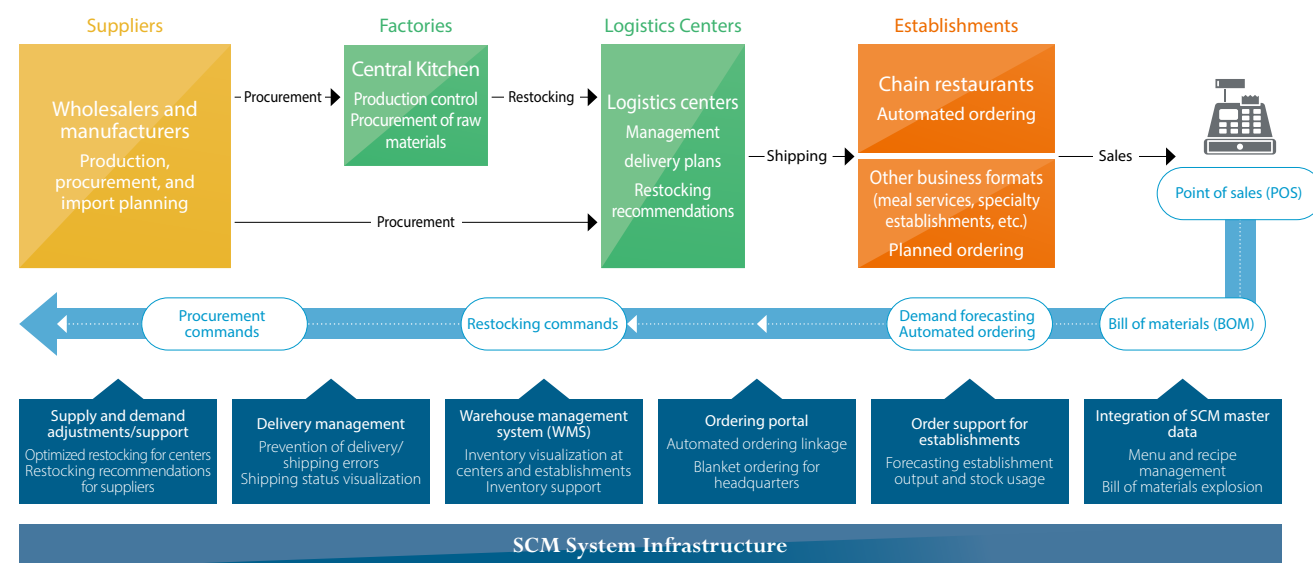 Suppliers
Factories
Logistics Centers
Establishments
Wholesalers and
manufacturers
Production,
procurement, and
import planning
Procurement
Central Kitchen
Production control
Procurement of raw
materials
Restocking
Procurement
Logistics centers
Management
delivery plans
Restocking
recommendations
Shipping
Chain restaurants
Automated ordering
Other business formats
(meal services, specialty
establishments, etc.)
Planned ordering
Sales
Point of sales (POS)
Procurement
commands
Restocking commands
Demand forecasting
Automated ordering
Bill of materials (BOM)
Supply and demand
adjustments/support
Optimized restocking for centers
Restocking recommendations
for suppliers
Delivery management
Prevention of delivery/
shipping errors
Shipping status visualization
Warehouse management
system (WMS)
Inventory visualization at
centers and establishments
Inventory support
Ordering portal
Automated ordering linkage
Blanket ordering for
headquarters
Order support for
establishments
Forecasting establishment
output and stock usage
Integration of SCM master
data
Menu and recipe
management
Bill of materials explosion
SCM System Infrastructure